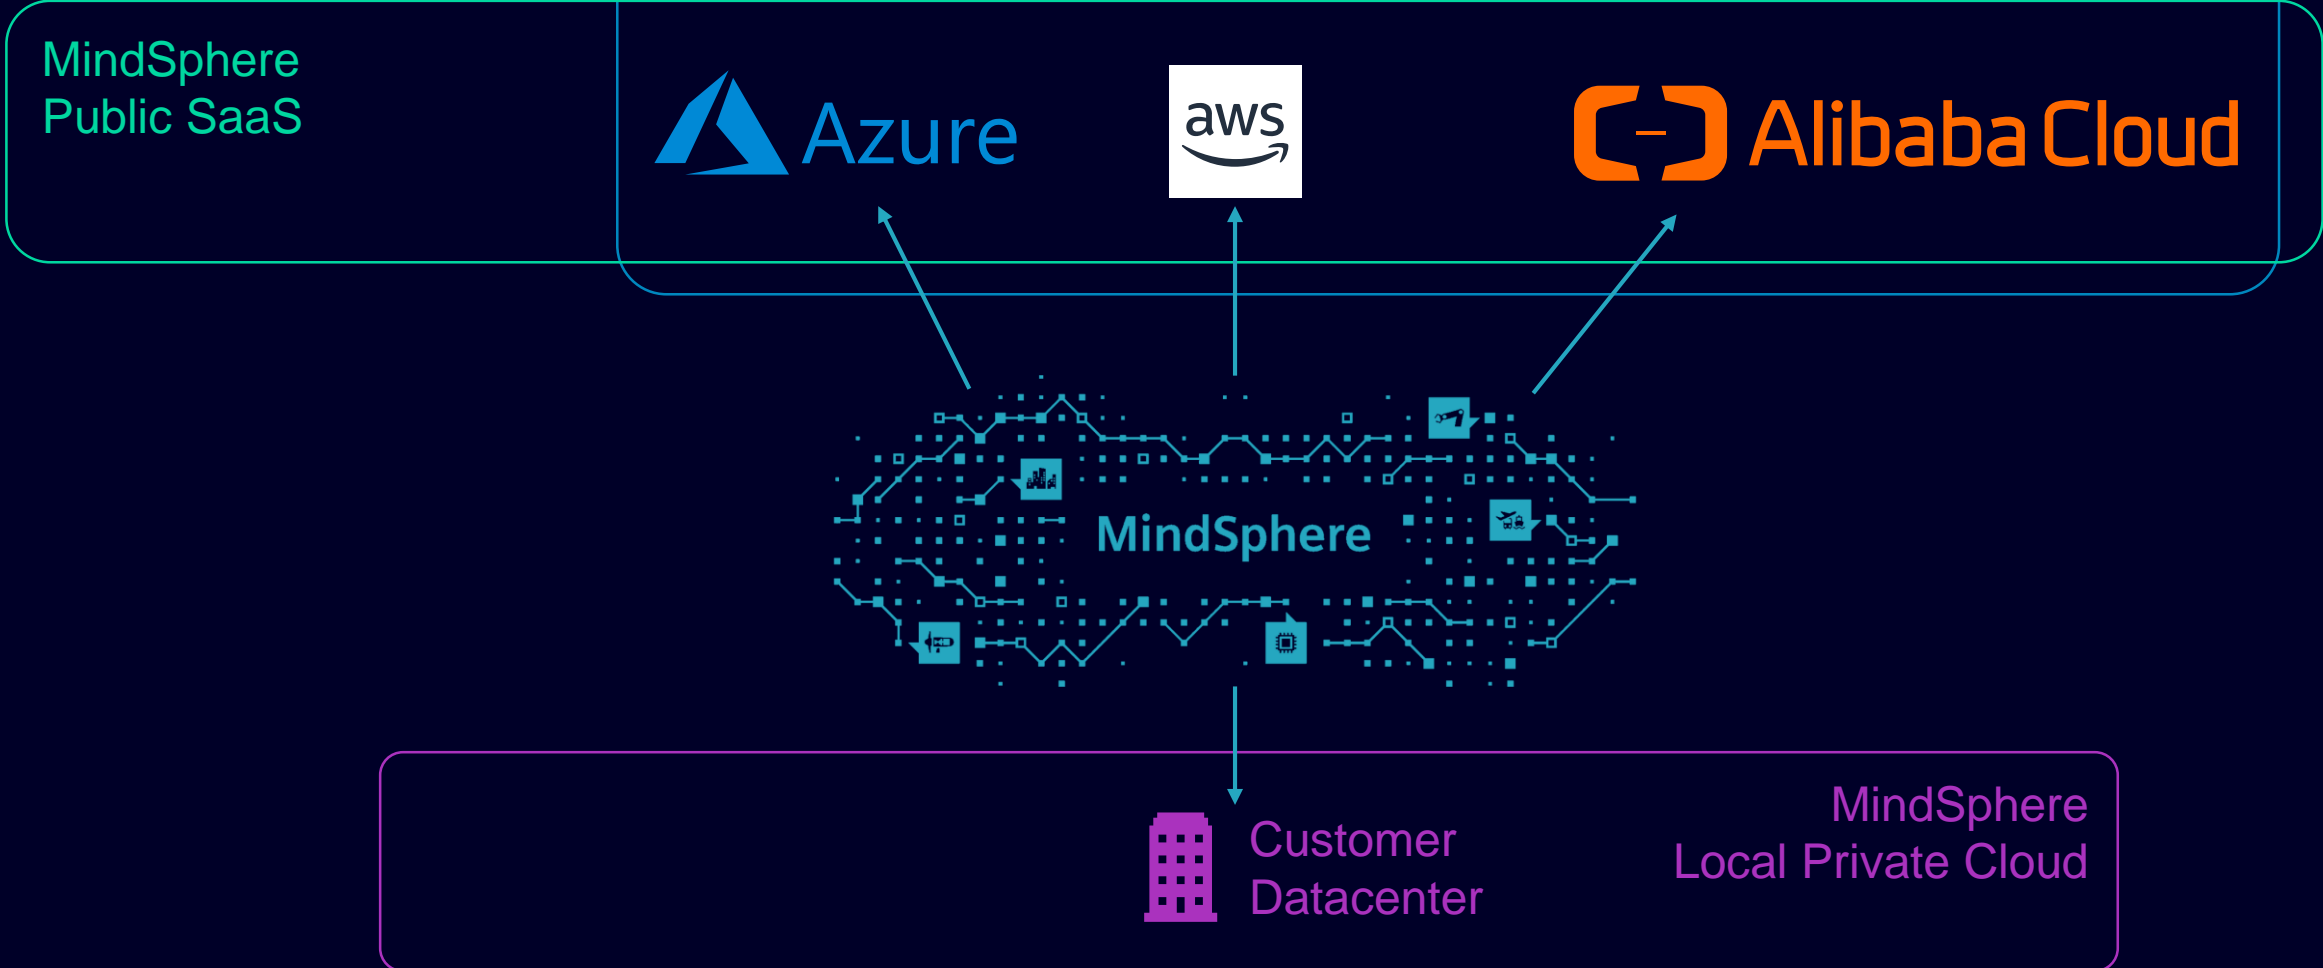 MindSphere
Public SaaS
Azure
aws
Alibaba Cloud
MindSphere
Customer
Datacenter
MindSphere
Local Private Cloud